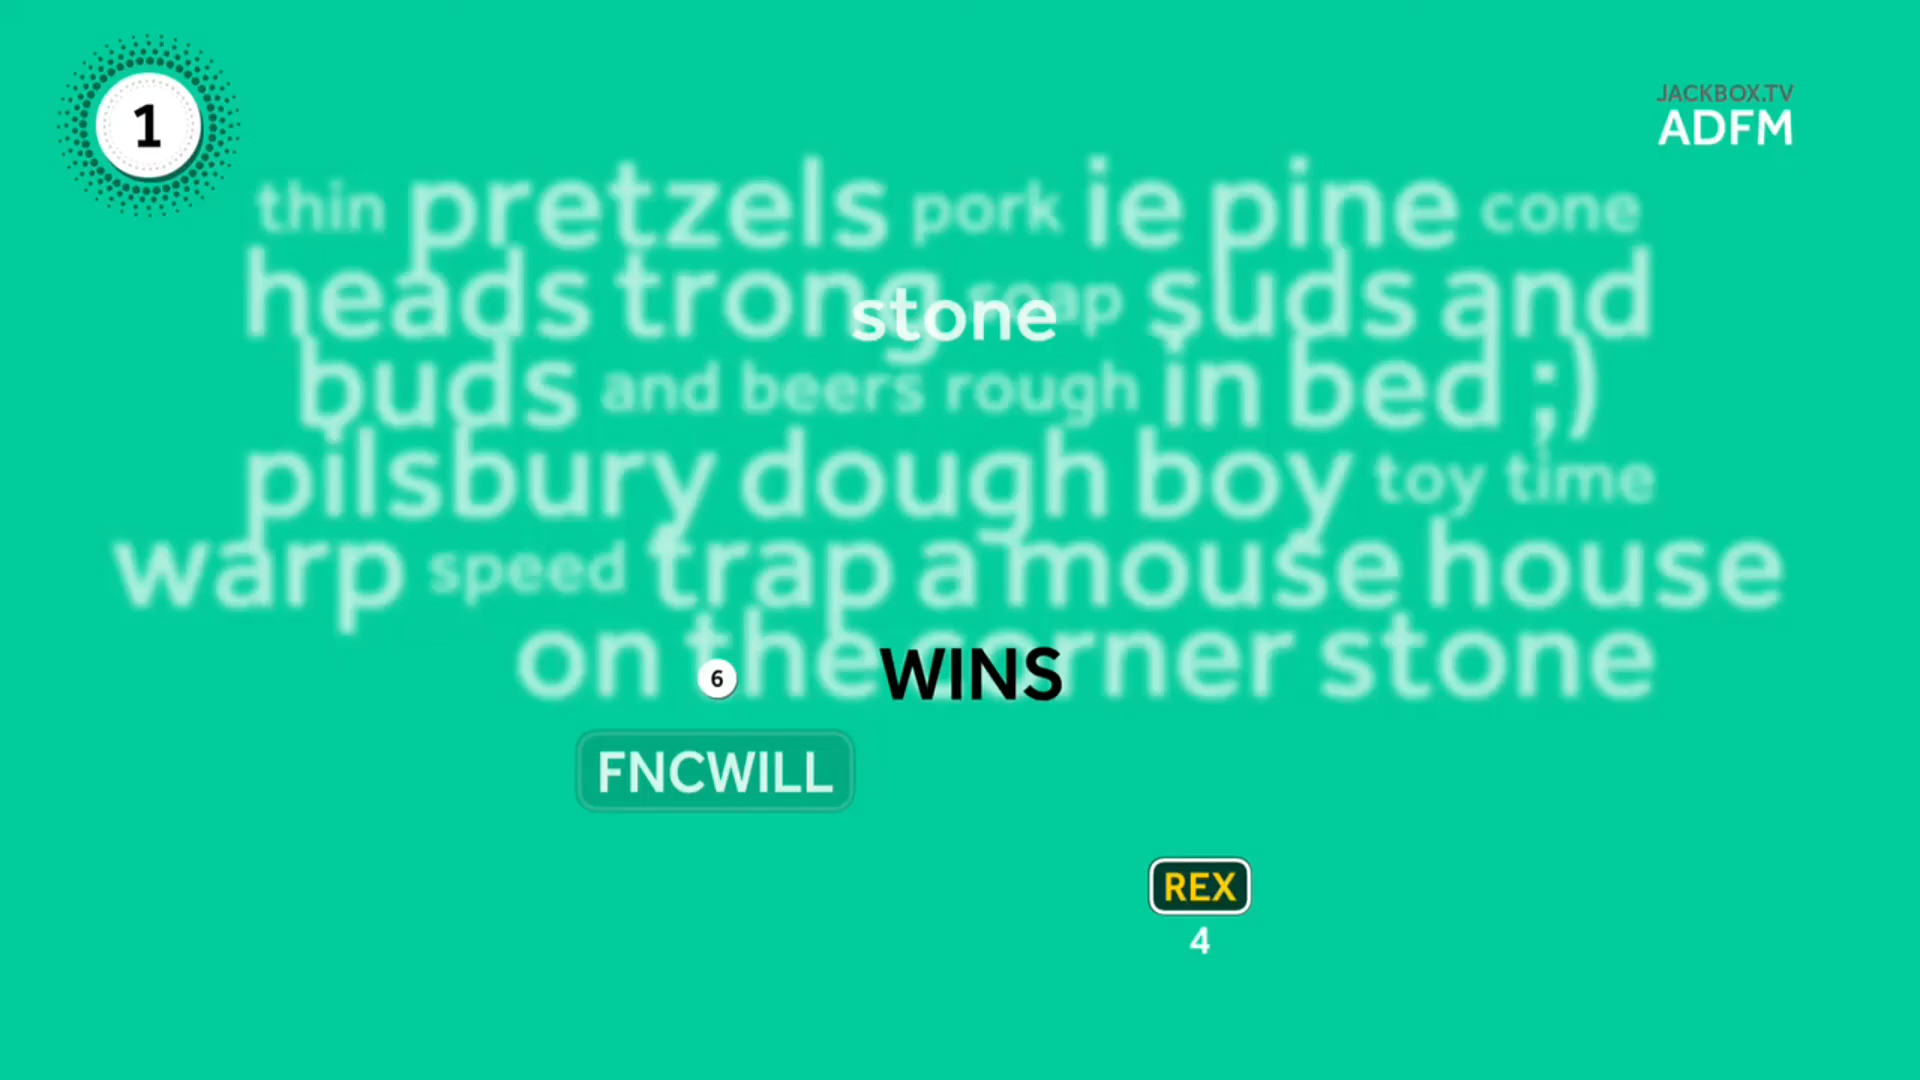 1
JACKBOX.TV
ADFM
thin pretzels pork ie pine cone
heads trong soap suds and
stone
buds and beers rough in bed ;)
pilsbury dough boy toy time
warp speed trap a mouse house
on the corner stone
6
WINS
FNCWILL
REX
4